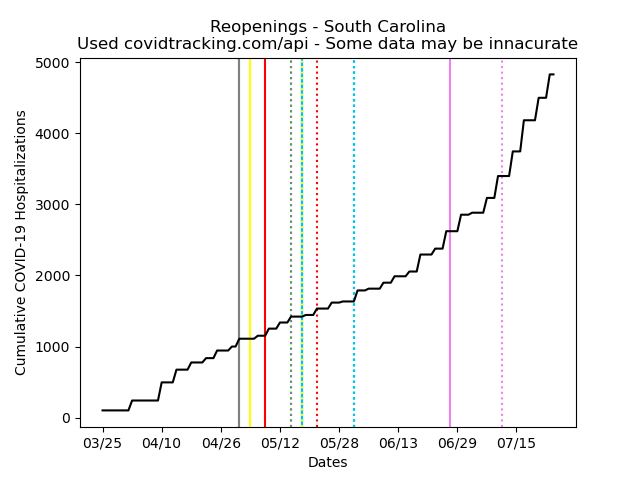 Reopenings - South Carolina
Used covidtracking.com/api - Some data may be innacurate
Cumulative COVID-19 Hospitalizations
5000
4000
3000
2000
1000
0
03/25 04/10 04/26 05/12 05/28 06/13 06/29 07/15
Dates